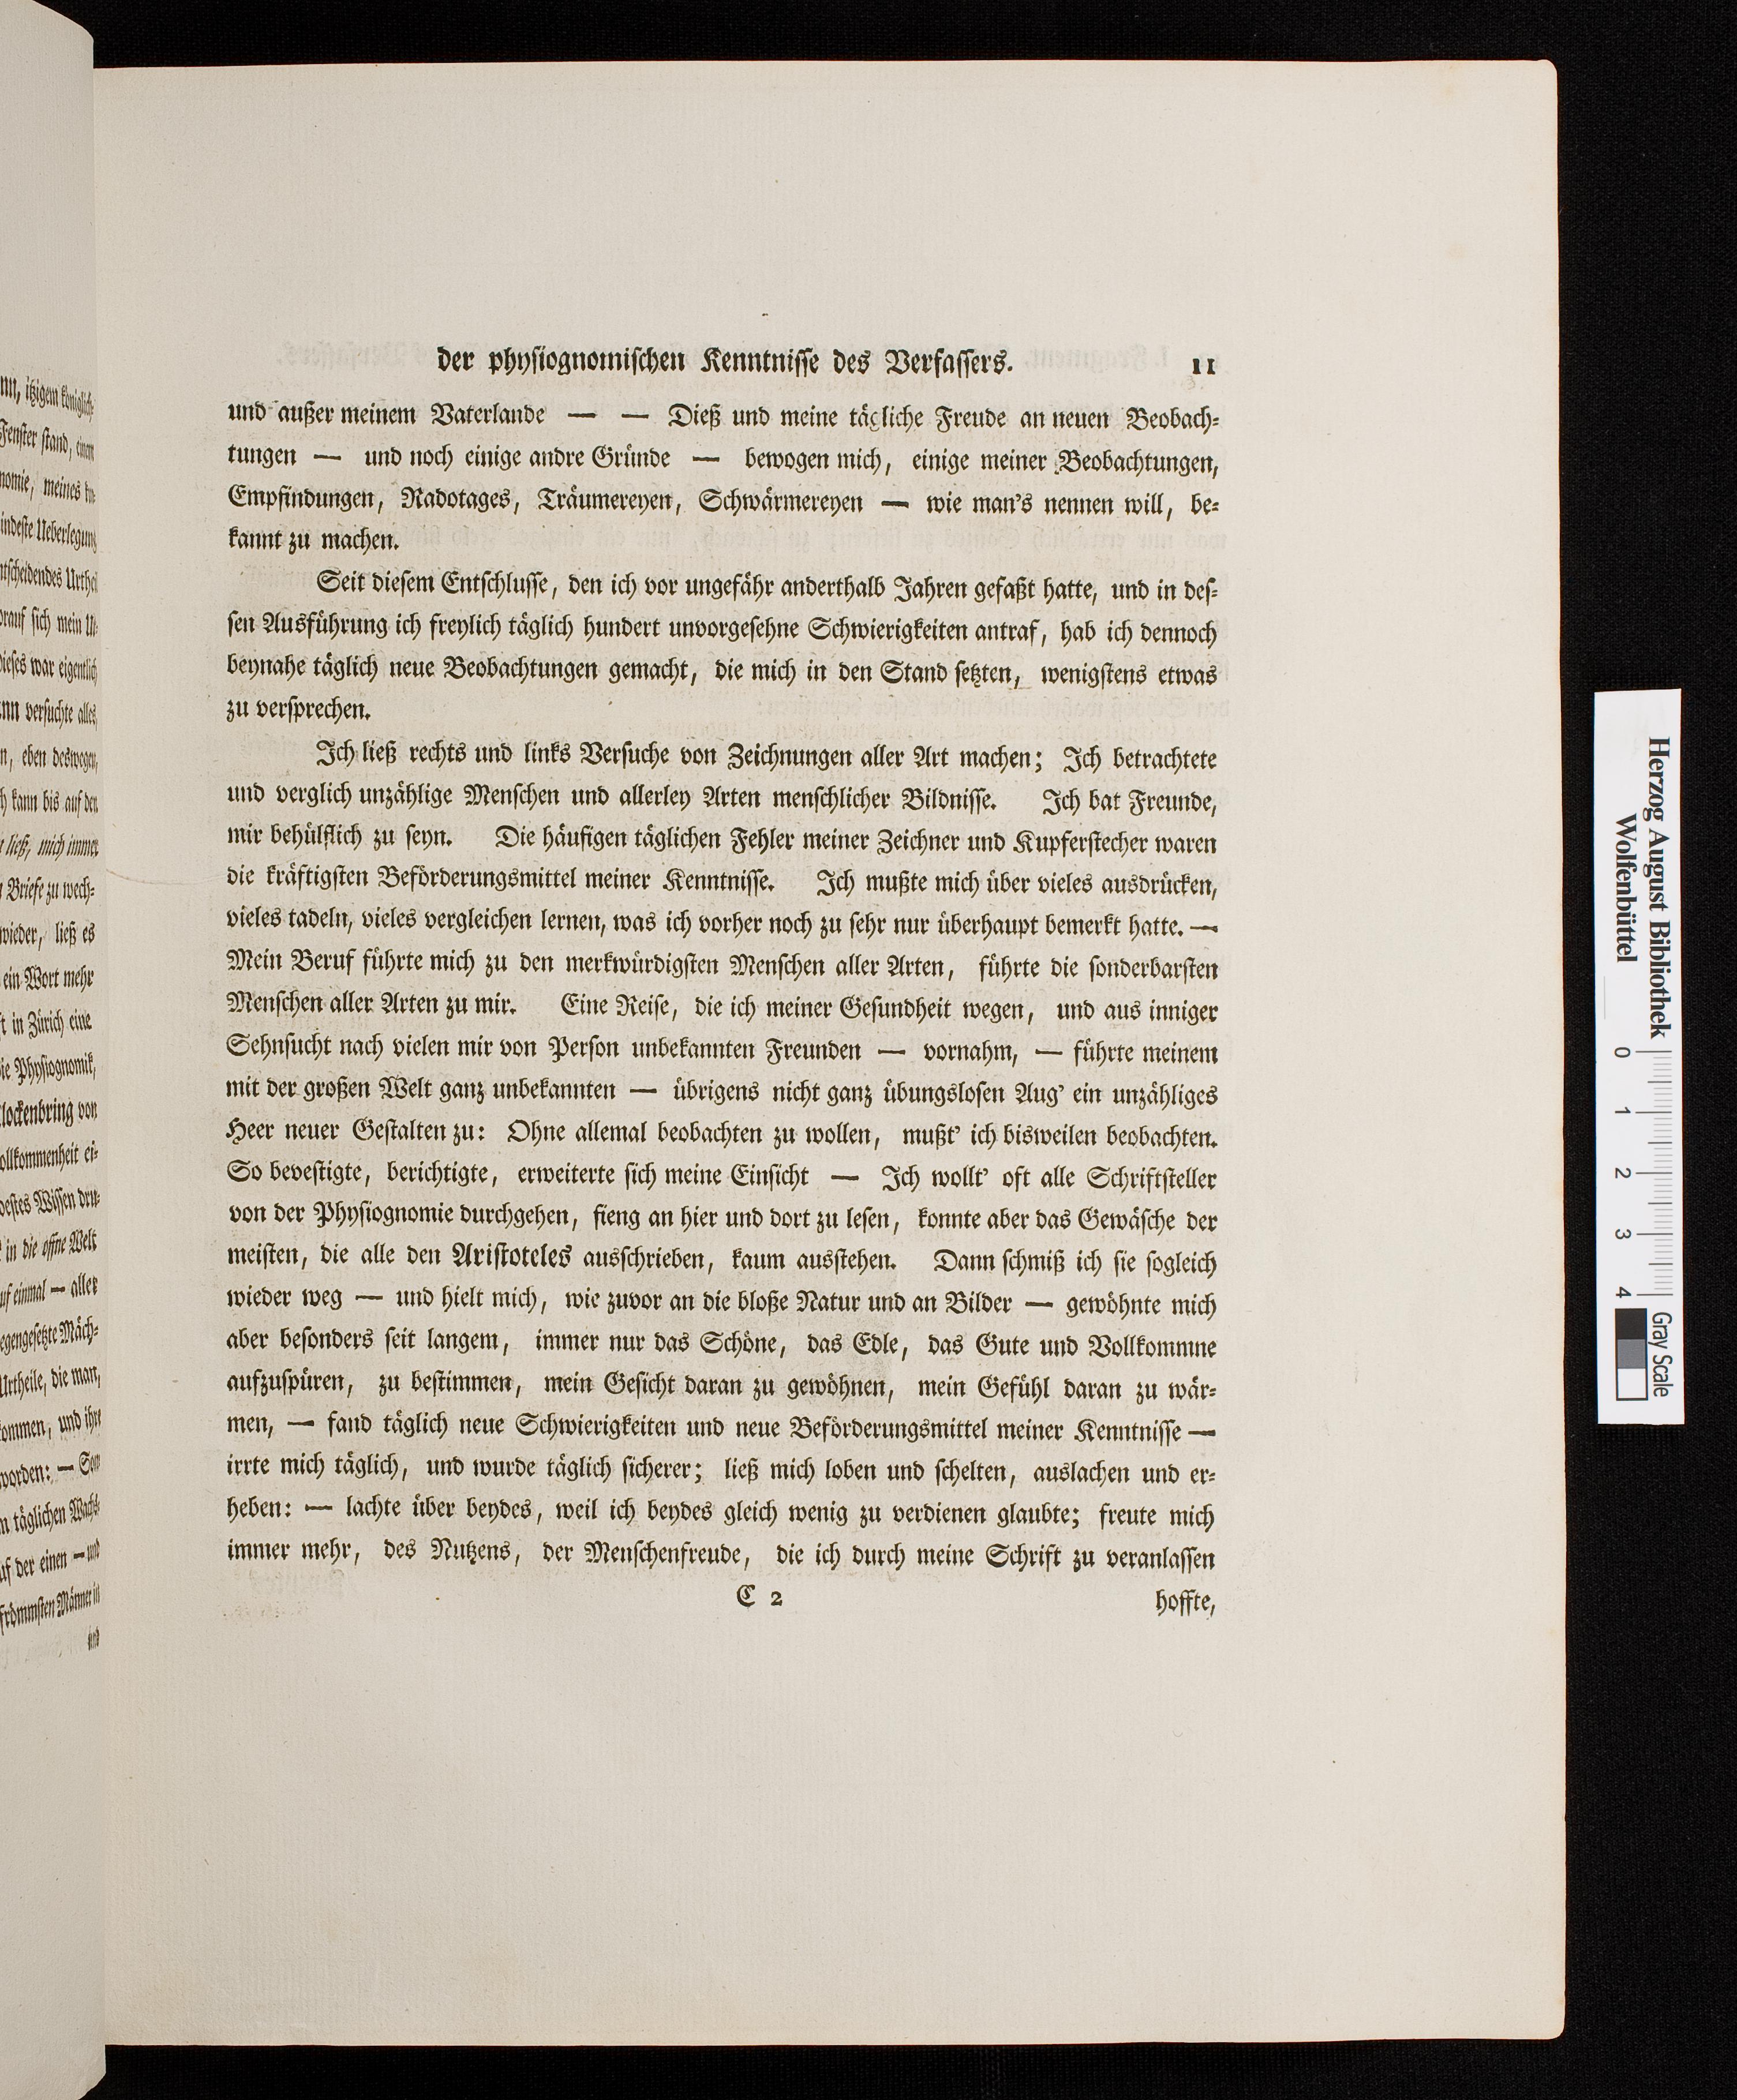 der physiognomischen Kenntnisse des Verfassers. 11
und außer meinem Vaterlande — — Dieß und meine tägliche Freude an neuen Beobach-
tungen — und noch einige andre Gründe — bewogen mich, einige meiner Beobachtungen,
Empfindungen, Radotages, Träumereyen, Schwärmereyen — wie man's nennen will, be-
kannt zu machen.
Seit diesem Entschlusse, den ich vor ungefähr anderthalb Jahren gefaßt hatte, und in des-
sen Ausführung ich freylich täglich hundert unvorgesehne Schwierigkeiten antraf, hab ich dennoch
beynahe täglich neue Beobachtungen gemacht, die mich in den Stand setzten, wenigstens etwas
zu versprechen.
Ich ließ rechts und links Versuche von Zeichnungen aller Art machen; Ich betrachtete
und verglich unzählige Menschen und allerley Arten menschlicher Bildnisse. Ich bat Freunde,
mir behülflich zu seyn. Die häufigen täglichen Fehler meiner Zeichner und Kupferstecher waren
die kräftigsten Beförderungsmittel meiner Kenntnisse. Ich mußte mich über vieles ausdrücken,
vieles tadeln, vieles vergleichen lernen, was ich vorher noch zu sehr nur überhaupt bemerkt hatte. —
Mein Beruf führte mich zu den merkwürdigsten Menschen aller Arten, führte die sonderbarsten
Menschen aller Arten zu mir. Eine Reise, die ich meiner Gesundheit wegen, und aus inniger
Sehnsucht nach vielen mir von Person unbekannten Freunden — vornahm, — führte meinem
mit der großen Welt ganz unbekannten — übrigens nicht ganz übungslosen Aug' ein unzähliges
Heer neuer Gestalten zu: Ohne allemal beobachten zu wollen, mußt' ich bisweilen beobachten.
So bevestigte, berichtigte, erweiterte sich meine Einsicht — Ich wollt' oft alle Schriftsteller
von der Physiognomie durchgehen, fieng an hier und dort zu lesen, konnte aber das Gewäsche der
meisten, die alle den Aristoteles ausschrieben, kaum ausstehen. Dann schmiß ich sie sogleich
wieder weg — und hielt mich, wie zuvor an die bloße Natur und an Bilder — gewöhnte mich
aber besonders seit langem, immer nur das Schöne, das Edle, das Gute und Vollkommne
aufzuspüren, zu bestimmen, mein Gesicht daran zu gewöhnen, mein Gefühl daran zu wär-
men, — fand täglich neue Schwierigkeiten und neue Beförderungsmittel meiner Kenntnisse —
irrte mich täglich, und wurde täglich sicherer; ließ mich loben und schelten, auslachen und er-
heben: — lachte über beydes, weil ich beydes gleich wenig zu verdienen glaubte; freute mich
immer mehr, des Nutzens, der Menschenfreude, die ich durch meine Schrift zu veranlassen
C 2 hoffte,
Herzog August Bibliothek
Wolfenbüttel
0 1 2 3 4
Gray Scale